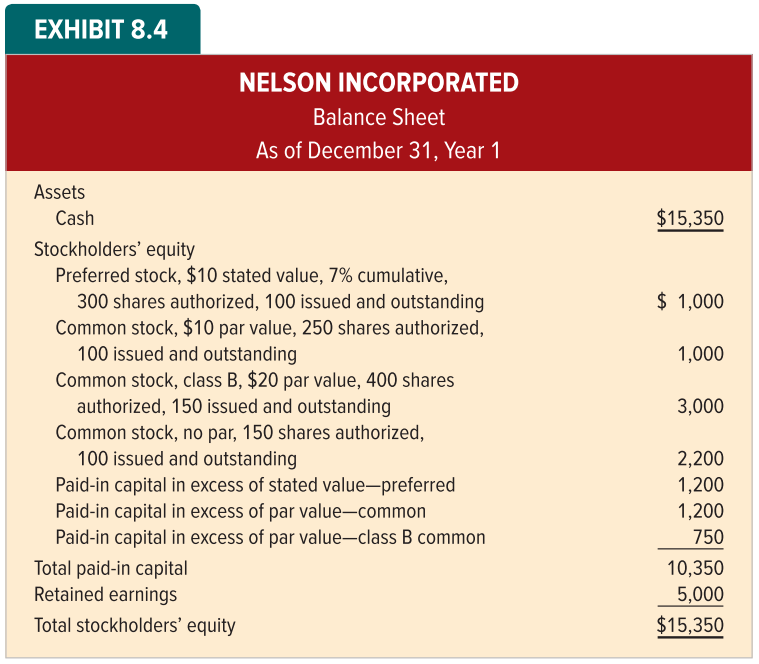 EXHIBIT 8.4
NELSON INCORPORATED
Balance Sheet
As of December 31, Year 1
Assets
Cash $15,350
Stockholders’ equity
Preferred stock, $10 stated value, 7% cumulative,
300 shares authorized, 100 issued and outstanding $ 1,000
Common stock, $10 par value, 250 shares authorized,
100 issued and outstanding 1,000
Common stock, class B, $20 par value, 400 shares
authorized, 150 issued and outstanding 3,000
Common stock, no par, 150 shares authorized,
100 issued and outstanding 2,200
Paid-in capital in excess of stated value—preferred 1,200
Paid-in capital in excess of par value—common 1,200
Paid-in capital in excess of par value—class B common 750
Total paid-in capital 10,350
Retained earnings 5,000
Total stockholders’ equity $15,350